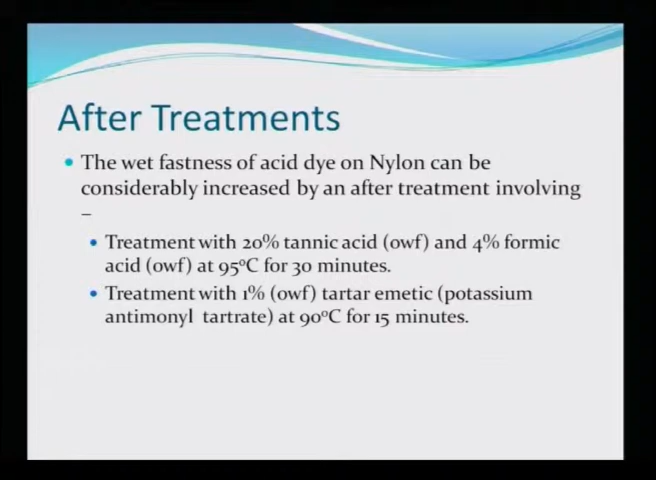 After Treatments
• The wet fastness of acid dye on Nylon can be
considerably increased by an after treatment involving
–
• Treatment with 20% tannic acid (owf) and 4% formic
acid (owf) at 95°C for 30 minutes.
• Treatment with 1% (owf) tartar emetic (potassium
antimonyl tartrate) at 90°C for 15 minutes.